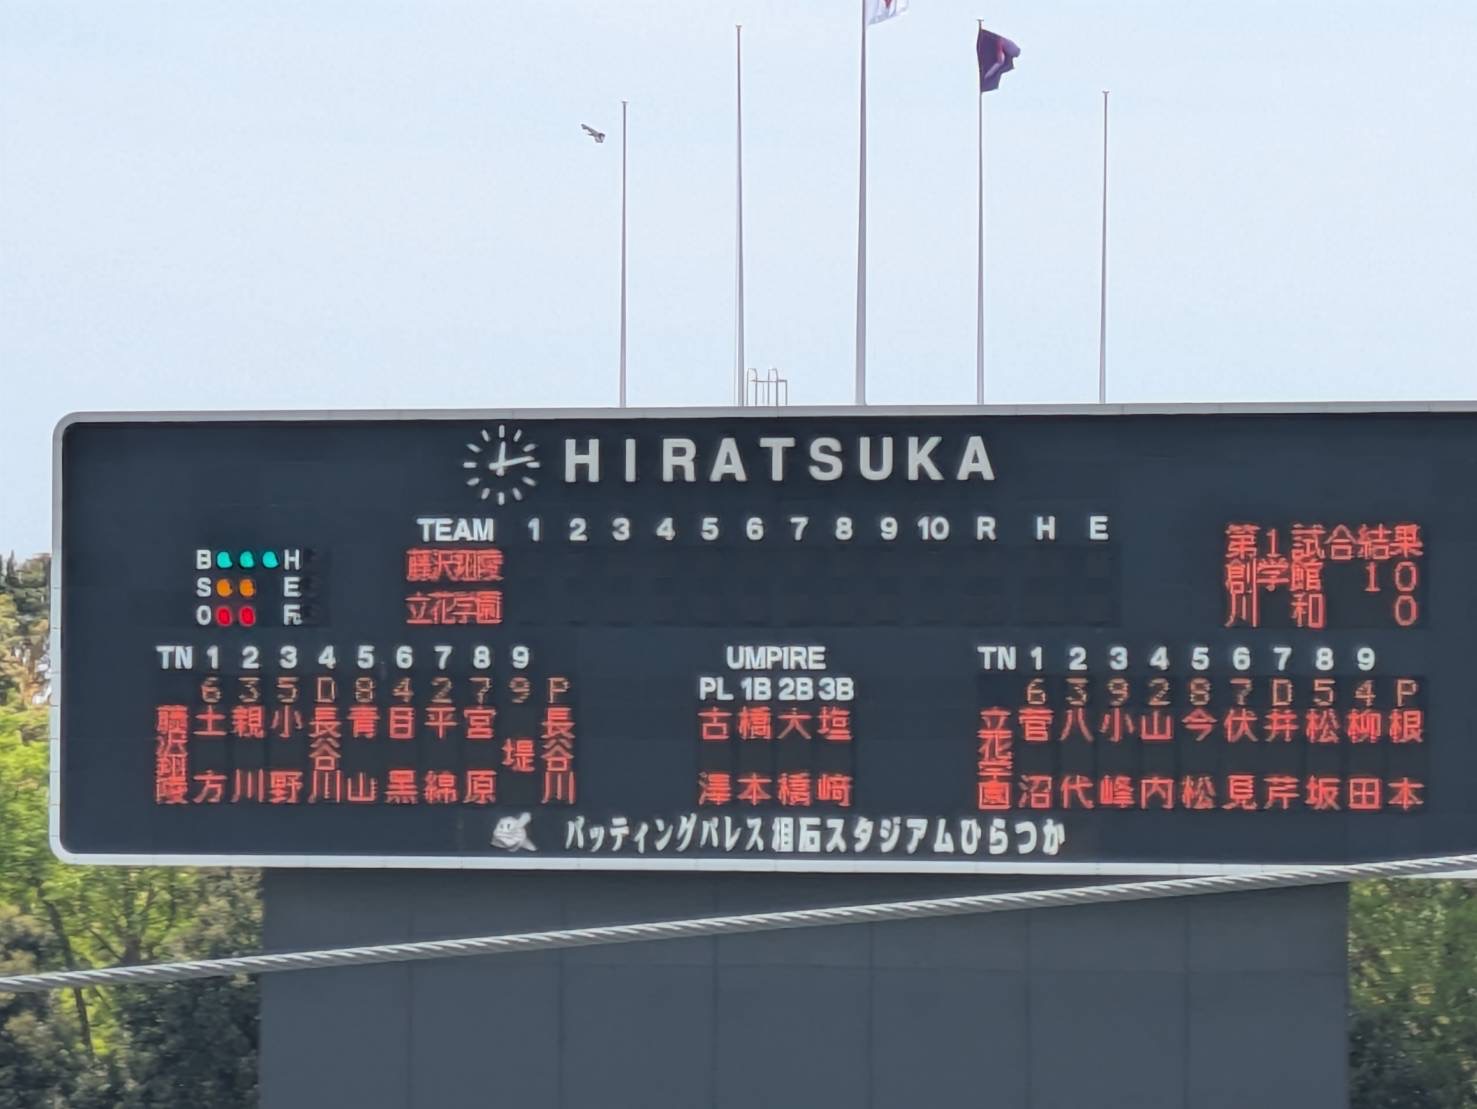 HIRATSUKA
TEAM 1 2 3 4 5 6 7 8 9 10 R H E
藤沢翔陵
立花学園
B H
S E
O F
第1試合結果
創学館 10
川和 0
TN 1 2 3 4 5 6 7 8 9
6 3 5 D 8 4 2 7 9 P
藤沢翔陵 土方 親川 小野 長谷川 青山 目黒 平綿 宮原 堤 長谷川
UMPIRE
PL 1B 2B 3B
古澤 橋本 大橋 塩崎
TN 1 2 3 4 5 6 7 8 9
6 3 9 2 8 7 D 5 4 P
立花学園 菅沼 八代 小峰 山内 今松 伏見 井芹 松坂 柳田 根本
バッティングパレス相石スタジアムひらつか